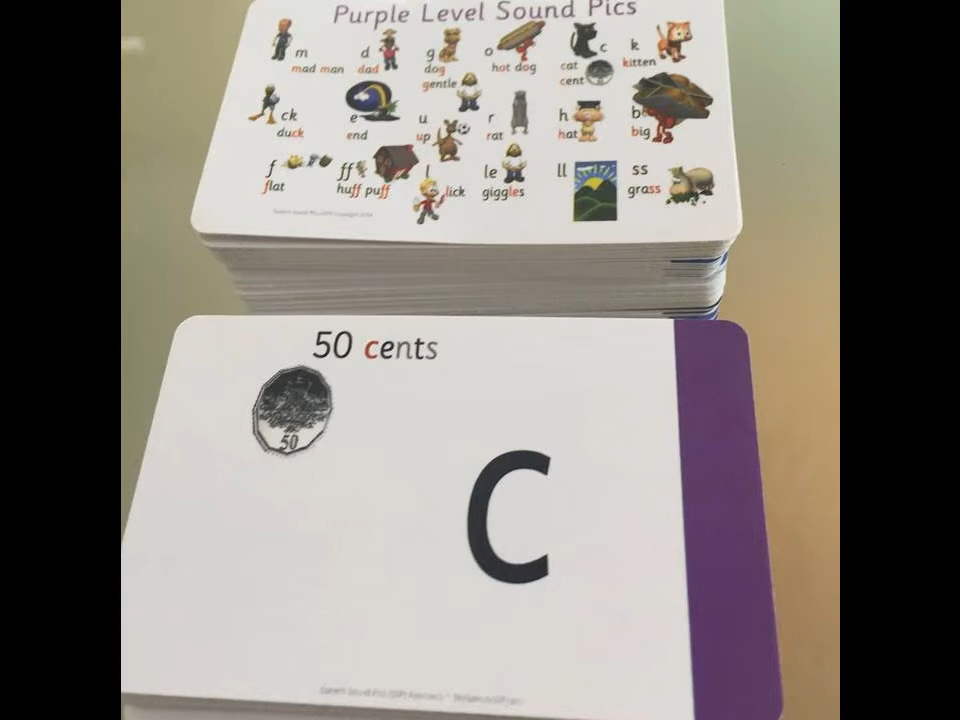 Purple Level Sound Pics
m d g o c k
mad man dad dog hot dog cat kitten
gentle cent
ck e u r h b
duck end up rat hat big
f ff l le ll ss
flat huff puff lick giggles grass
50 cents
50
c